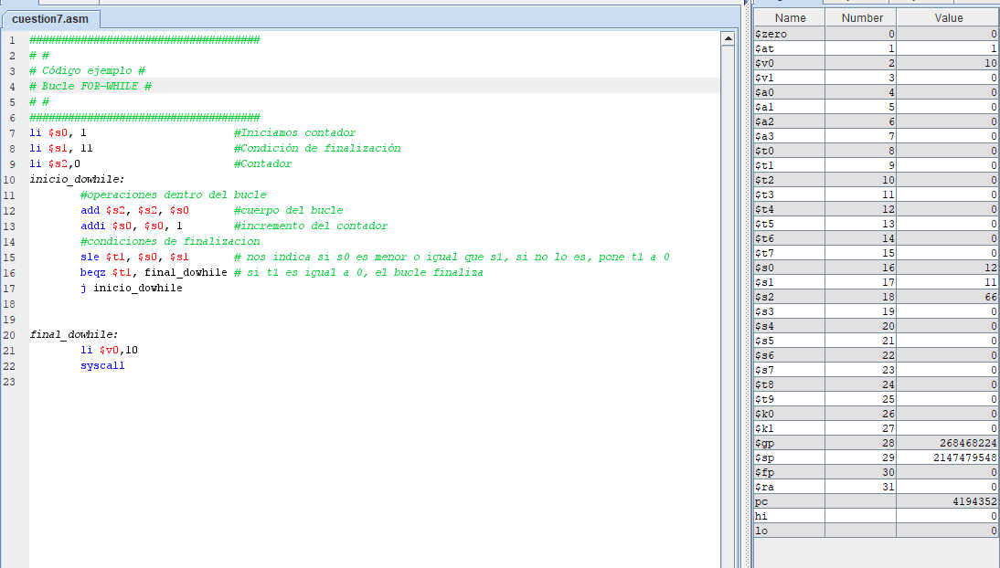 cuestion7.asm
1 ####################################
2 # #
3 # Código ejemplo #
4 # Bucle FOR-WHILE #
5 # #
6 ####################################
7 li $s0, 1 #Iniciamos contador
8 li $s1, 11 #Condición de finalización
9 li $s2,0 #Contador
10 inicio_dowhile:
11 #operaciones dentro del bucle
12 add $s2, $s2, $s0 #cuerpo del bucle
13 addi $s0, $s0, 1 #incremento del contador
14 #condiciones de finalizacion
15 sle $t1, $s0, $s1 # nos indica si s0 es menor o igual que s1, si no lo es, pone t1 a 0
16 beqz $t1, final_dowhile # si t1 es igual a 0, el bucle finaliza
17 j inicio_dowhile
18
19
20 final_dowhile:
21 li $v0,10
22 syscall
23
Name Number Value
$zero 0 0
$at 1 1
$v0 2 10
$v1 3 0
$a0 4 0
$a1 5 0
$a2 6 0
$a3 7 0
$t0 8 0
$t1 9 0
$t2 10 0
$t3 11 0
$t4 12 0
$t5 13 0
$t6 14 0
$t7 15 0
$s0 16 12
$s1 17 11
$s2 18 66
$s3 19 0
$s4 20 0
$s5 21 0
$s6 22 0
$s7 23 0
$t8 24 0
$t9 25 0
$k0 26 0
$k1 27 0
$gp 28 268468224
$sp 29 2147479548
$fp 30 0
$ra 31 0
pc 4194352
hi 0
lo 0